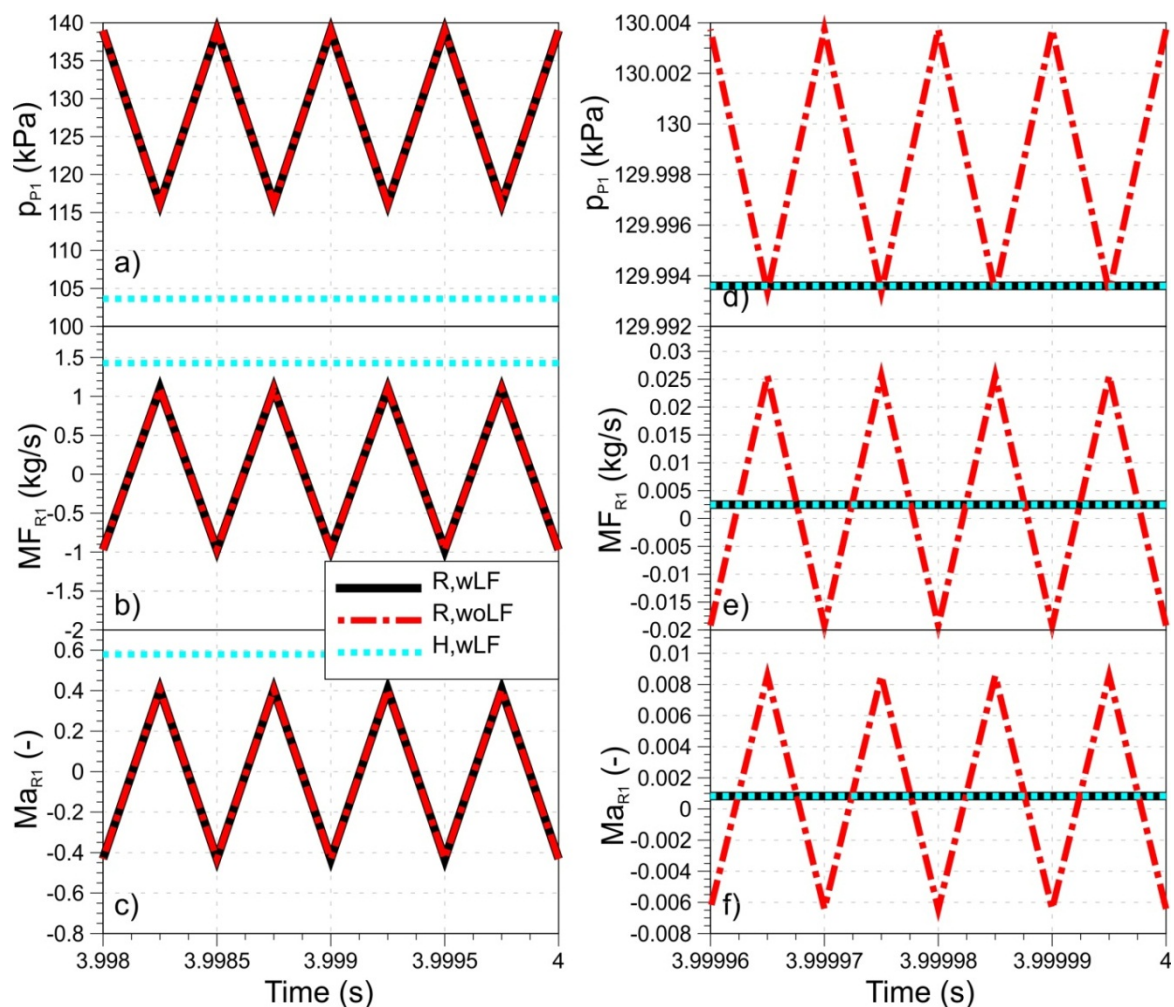 140
135
130
125
120
115
110
103
100
p_P1 (kPa)
a)
1.5
1
0.5
0
-0.5
-1
-1.5
-2
MF_R1 (kg/s)
b)
R,wLF
R,woLF
H,wLF
0.6
0.4
0.2
0
-0.2
-0.4
-0.6
-0.8
Ma_R1 (-)
c)
3.998 3.9985 3.999 3.9995 4
Time (s)
130.004
130.002
130
129.998
129.996
129.994
129.992
p_P1 (kPa)
d)
0.03
0.025
0.02
0.015
0.01
0.005
0
-0.005
-0.01
-0.015
-0.02
MF_R1 (kg/s)
e)
0.01
0.008
0.006
0.004
0.002
0
-0.002
-0.004
-0.006
-0.008
Ma_R1 (-)
f)
3.99996 3.99997 3.99998 3.99999 4
Time (s)